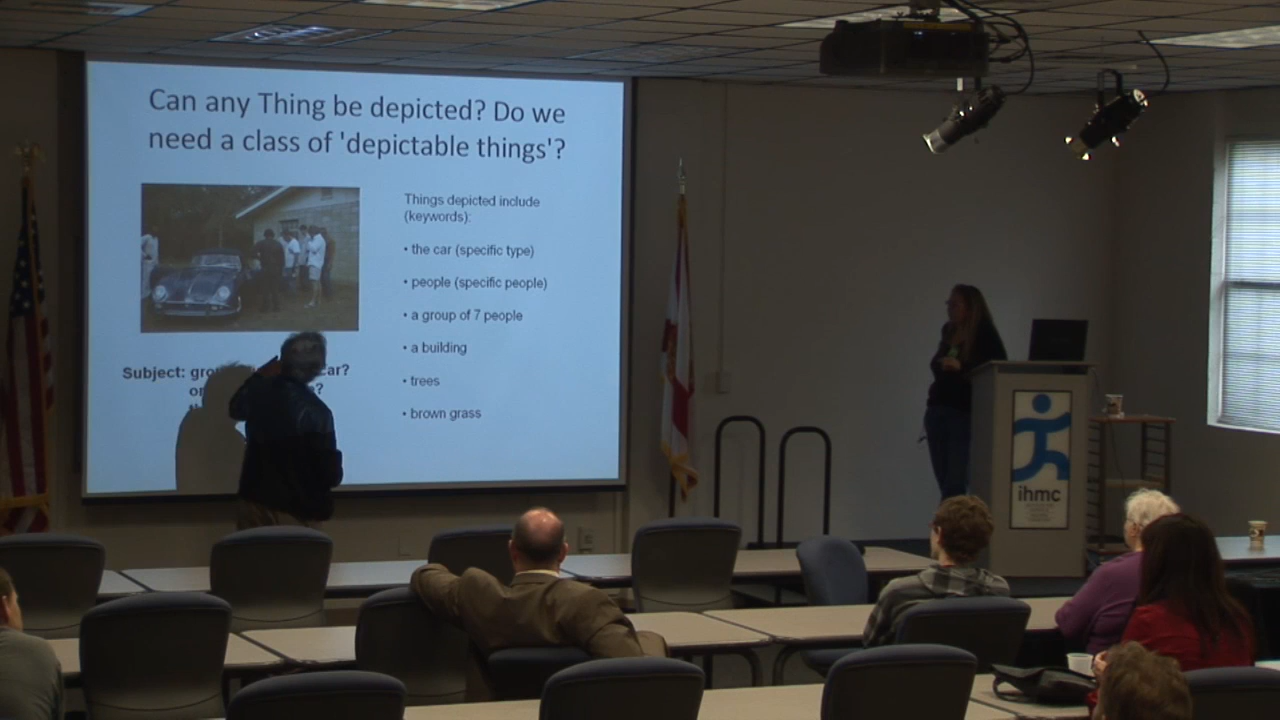 Can any Thing be depicted? Do we
need a class of 'depictable things'?
Things depicted include
(keywords):
• the car (specific type)
• people (specific people)
• a group of 7 people
• a building
• trees
• brown grass
Subject: car?
ihmc